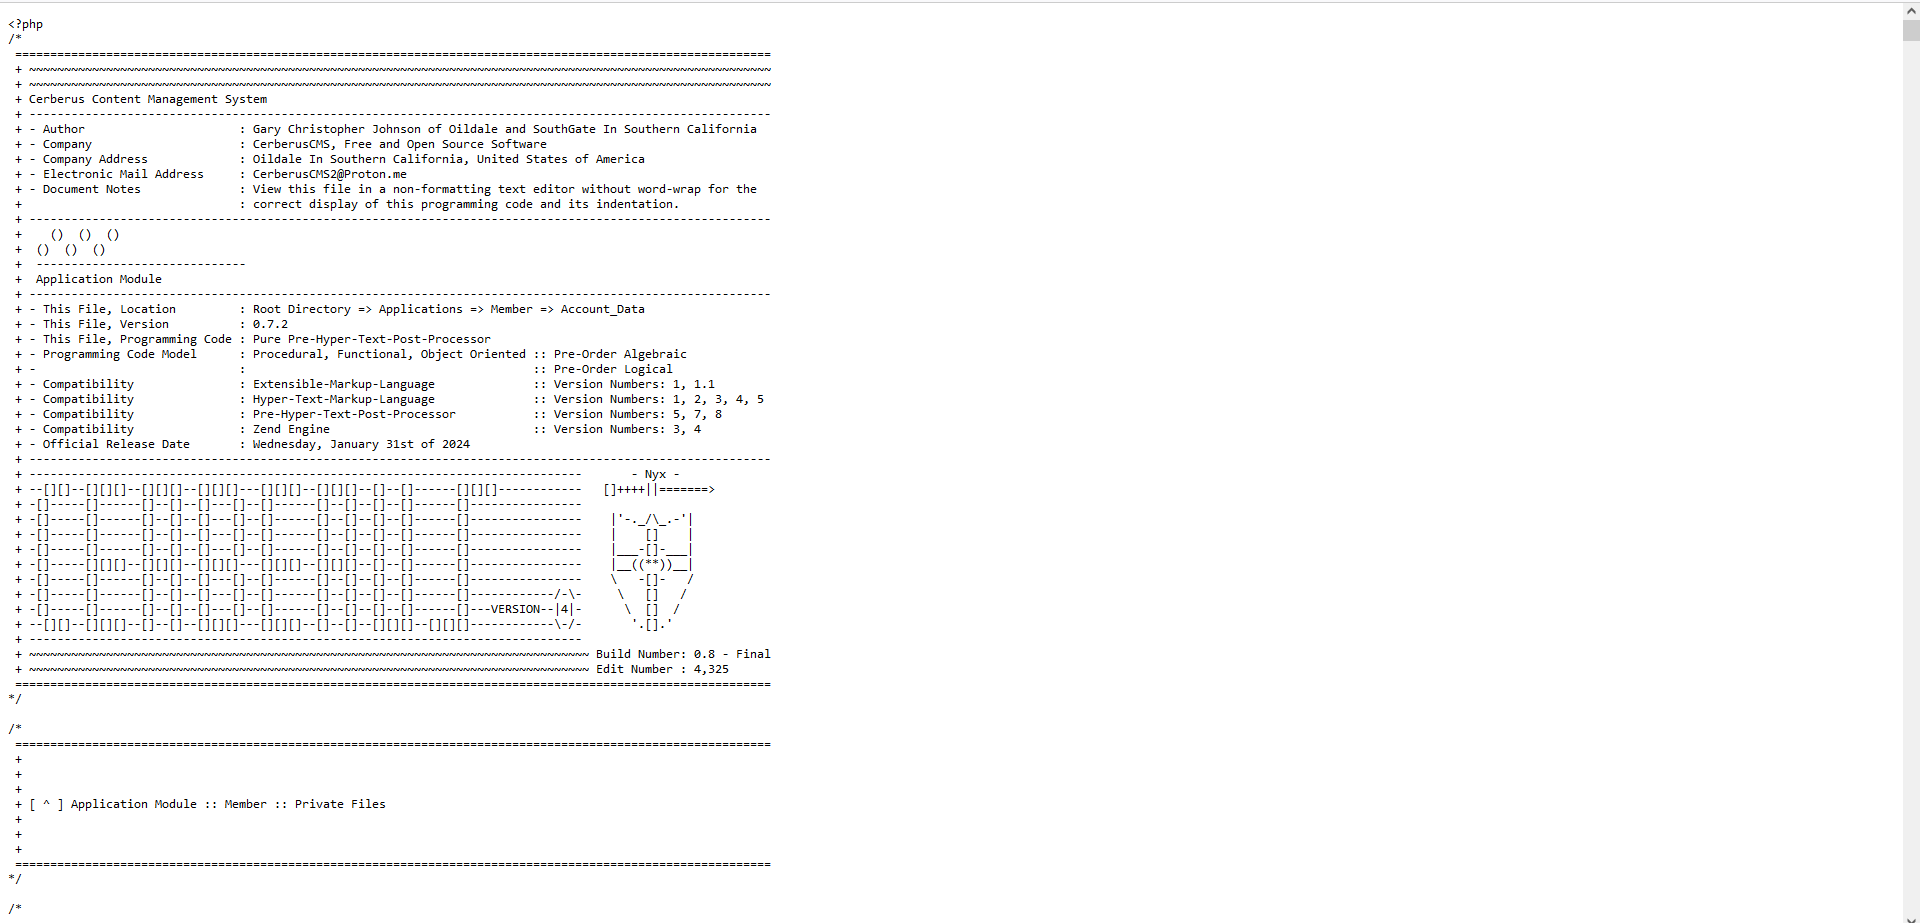 <?php
/*
 ============================================================================================================
 + ~~~~~~~~~~~~~~~~~~~~~~~~~~~~~~~~~~~~~~~~~~~~~~~~~~~~~~~~~~~~~~~~~~~~~~~~~~~~~~~~~~~~~~~~~~~~~~~~~~~~~~~~~~
 + ~~~~~~~~~~~~~~~~~~~~~~~~~~~~~~~~~~~~~~~~~~~~~~~~~~~~~~~~~~~~~~~~~~~~~~~~~~~~~~~~~~~~~~~~~~~~~~~~~~~~~~~~~~
 + Cerberus Content Management System
 + ----------------------------------------------------------------------------------------------------------
 + - Author                      : Gary Christopher Johnson of Oildale and SouthGate In Southern California
 + - Company                     : CerberusCMS, Free and Open Source Software
 + - Company Address             : Oildale In Southern California, United States of America
 + - Electronic Mail Address     : CerberusCMS2@Proton.me
 + - Document Notes              : View this file in a non-formatting text editor without word-wrap for the
 +                               : correct display of this programming code and its indentation.
 + ----------------------------------------------------------------------------------------------------------
 +    ()  ()  ()
 +  ()  ()  ()
 +  ------------------------------
 +  Application Module
 + ----------------------------------------------------------------------------------------------------------
 + - This File, Location         : Root Directory => Applications => Member => Account_Data
 + - This File, Version          : 0.7.2
 + - This File, Programming Code : Pure Pre-Hyper-Text-Post-Processor
 + - Programming Code Model      : Procedural, Functional, Object Oriented :: Pre-Order Algebraic
 + -                             :                                         :: Pre-Order Logical
 + - Compatibility               : Extensible-Markup-Language              :: Version Numbers: 1, 1.1
 + - Compatibility               : Hyper-Text-Markup-Language              :: Version Numbers: 1, 2, 3, 4, 5
 + - Compatibility               : Pre-Hyper-Text-Post-Processor           :: Version Numbers: 5, 7, 8
 + - Compatibility               : Zend Engine                             :: Version Numbers: 3, 4
 + - Official Release Date       : Wednesday, January 31st of 2024
 + ----------------------------------------------------------------------------------------------------------
 + -------------------------------------------------------------------------------       - Nyx -
 + --[][]--[][][]--[][][]--[][][]---[][][]--[][][]--[]--[]------[][][]------------   []++++||=======>
 + -[]-----[]------[]--[]---[]--[]--[]------[]--[]--[]--[]------[]----------------
 + -[]-----[]------[]--[]---[]--[]--[]------[]--[]--[]--[]------[]----------------    |'-._/\_.-'|
 + -[]-----[]------[]--[]---[]--[]--[]------[]--[]--[]--[]------[]----------------    |    []    |
 + -[]-----[]------[]--[]---[]--[]--[]------[]--[]--[]--[]------[]----------------    |___-[]-___|
 + -[]-----[][][]--[][][]--[][][]---[][][]--[][][]--[]--[]------[]----------------    |__((**))__|
 + -[]-----[]------[]--[]--[]--[]---[]------[]--[]--[]--[]------[]----------------    \   -[]-   /
 + -[]-----[]------[]--[]--[]--[]---[]------[]--[]--[]--[]------[]------------/-\-     \   []   /
 + -[]-----[]------[]--[]--[]--[]---[]------[]--[]--[]--[]------[]---VERSION--|4|-      \  []  /
 + --[][]--[][][]--[]--[]--[][][]---[][][]--[]--[]--[][][]--[][][]------------\-/-       '.[].'
 + -------------------------------------------------------------------------------
 + ~~~~~~~~~~~~~~~~~~~~~~~~~~~~~~~~~~~~~~~~~~~~~~~~~~~~~~~~~~~~~~~~~~~~~~~~~~~~~~~~ Build Number: 0.8 - Final
 + ~~~~~~~~~~~~~~~~~~~~~~~~~~~~~~~~~~~~~~~~~~~~~~~~~~~~~~~~~~~~~~~~~~~~~~~~~~~~~~~~ Edit Number : 4,325
 ============================================================================================================
*/
/*
 ============================================================================================================
 +
 +
 +
 + [ ^ ] Application Module :: Member :: Private Files
 +
 +
 +
 ============================================================================================================
*/
/*